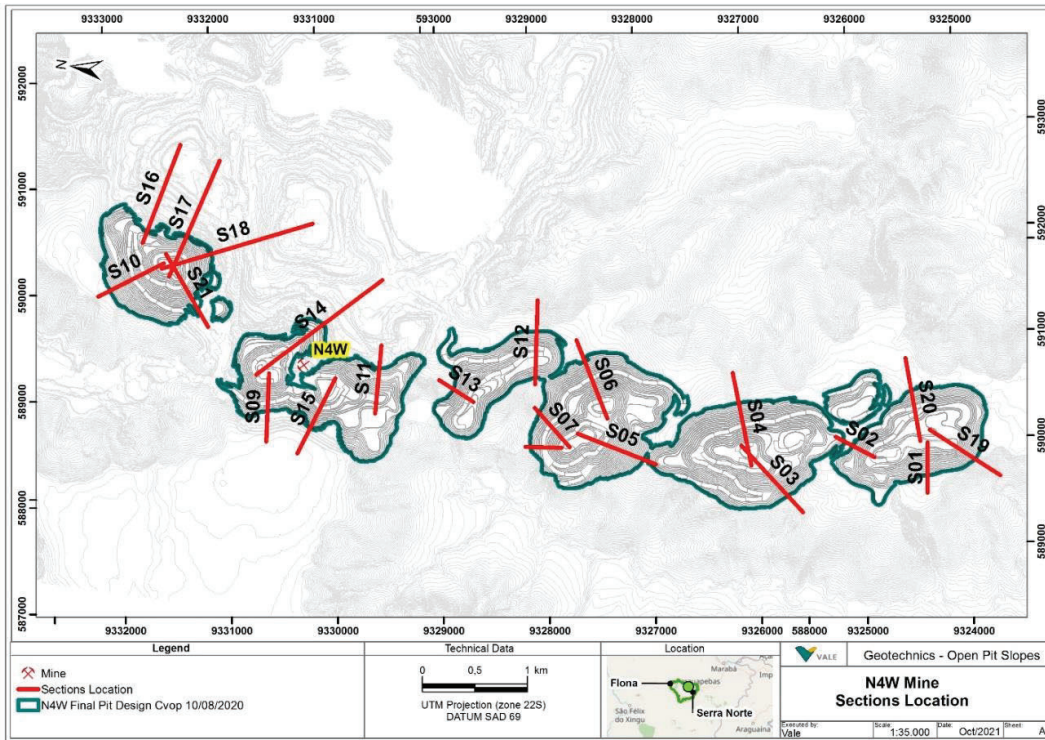 9333000 9332000 9331000 593000 9329000 9328000 9327000 9326000 9325000
N
592000
591000
590000
589000
588000
587000
593000
592000
591000
590000
589000
S16
S17
S18
S10
S21
S14
N4W
S11
S09
S15
S12
S13
S06
S07
S05
S04
S03
S02
S20
S19
S01
9332000 9331000 9330000 9329000 9328000 9327000 9326000 588000 9325000 9324000
Legend
Mine
Sections Location
N4W Final Pit Design Cvop 10/08/2020
Technical Data
0 0,5 1 km
UTM Projection (zone 22S)
DATUM SAD 69
Location
Marabá
Flona
uapebas
Imp
São Félix
do Xingu
Serra Norte
Araguaína
VALE
Geotechnics - Open Pit Slopes
N4W Mine
Sections Location
Executed by:
Vale
Scale:
1:35.000
Date:
Oct/2021
Sheet:
A